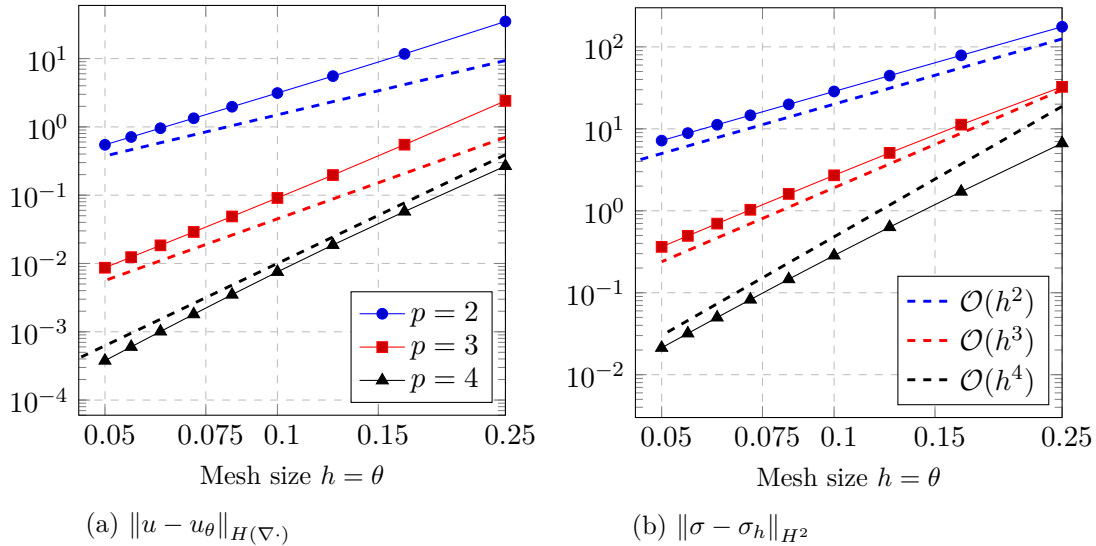 10^1
10^0
10^{-1}
10^{-2}
10^{-3}
10^{-4}
p = 2
p = 3
p = 4
0.05 0.075 0.1 0.15 0.25
Mesh size h = θ
(a) ‖u − u_θ‖_{H(∇·)}
10^2
10^1
10^0
10^{-1}
10^{-2}
O(h^2)
O(h^3)
O(h^4)
0.05 0.075 0.1 0.15 0.25
Mesh size h = θ
(b) ‖σ − σ_h‖_{H^2}